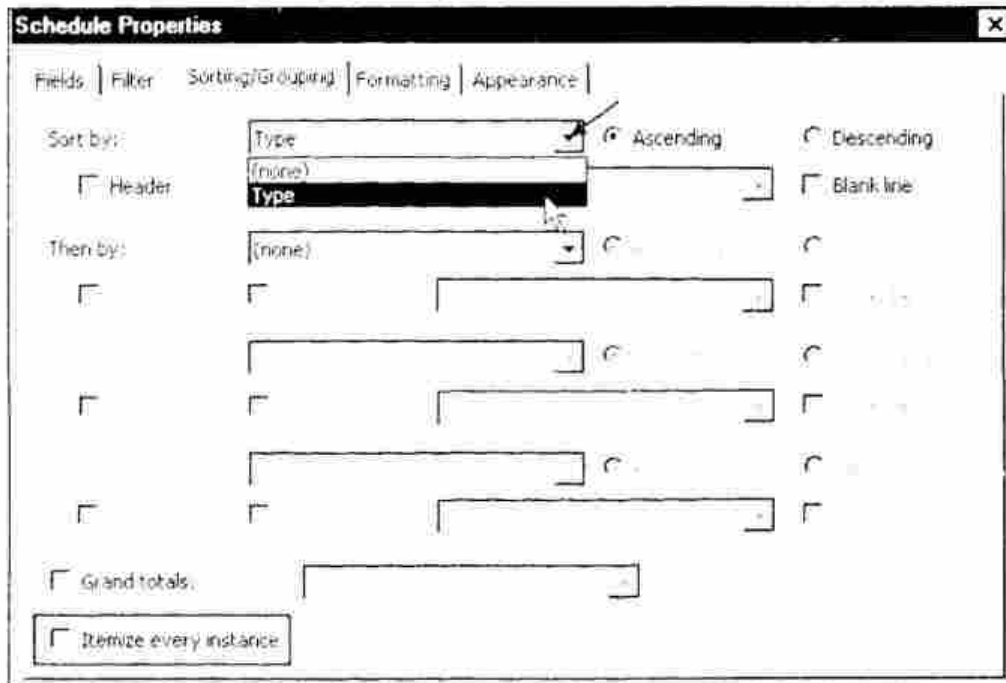 Schedule Properties
Fields Filter Sorting/Grouping Formatting Appearance
Sort by: Type Ascending Descending
(none)
Header Type Blank line
Then by: (none)
Grand totals:
Itemize every instance